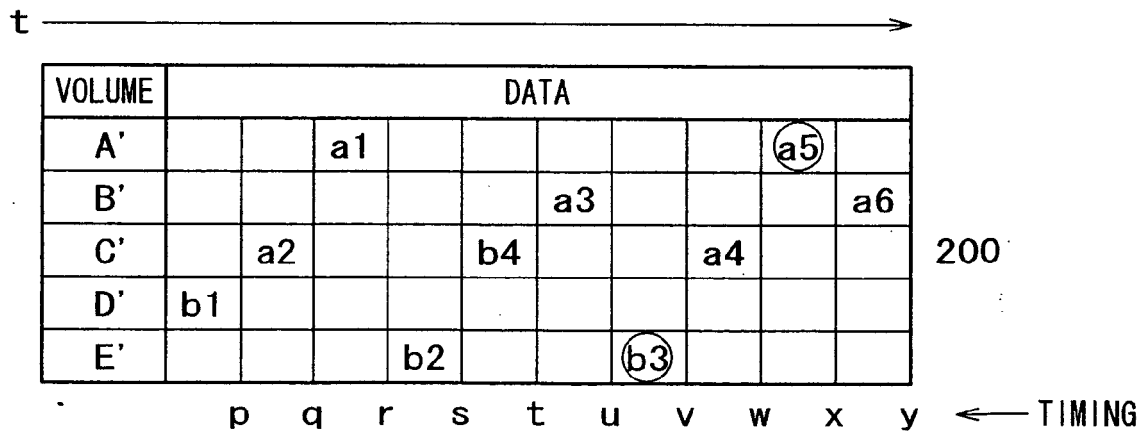 t
VOLUME DATA
A' a1 a5
B' a3 a6
C' a2 b4 a4 200
D' b1
E' b2 b3
p q r s t u v w x y TIMING